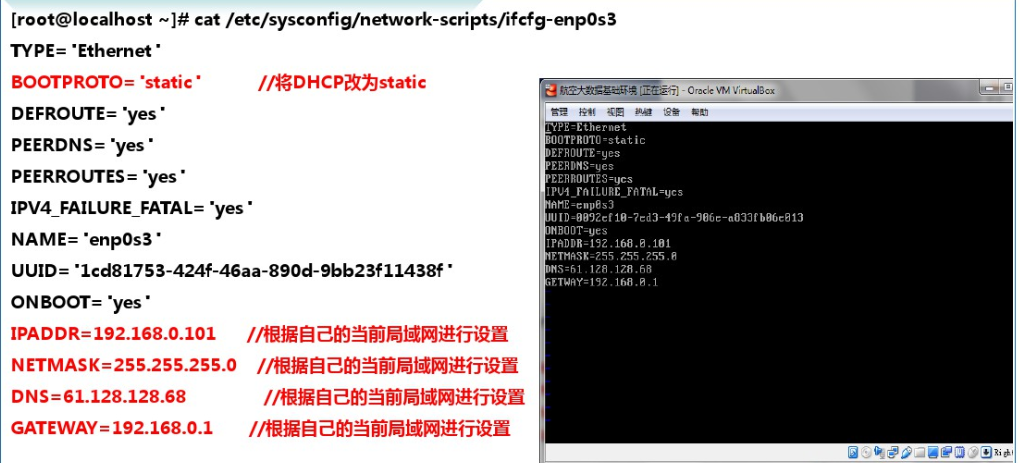 [root@localhost ~]# cat /etc/sysconfig/network-scripts/ifcfg-enp0s3
TYPE="Ethernet"
BOOTPROTO="static" //将DHCP改为static
DEFROUTE="yes"
PEERDNS="yes"
PEERROUTES="yes"
IPV4_FAILURE_FATAL="yes"
NAME="enp0s3"
UUID="1cd81753-424f-46aa-890d-9bb23f11438f"
ONBOOT="yes"
IPADDR=192.168.0.101 //根据自己的当前局域网进行设置
NETMASK=255.255.255.0 //根据自己的当前局域网进行设置
DNS=61.128.128.68 //根据自己的当前局域网进行设置
GATEWAY=192.168.0.1 //根据自己的当前局域网进行设置
航空大数据基础环境 [正在运行] - Oracle VM VirtualBox
管理 控制 视图 热键 设备 帮助
TYPE=Ethernet
BOOTPROTO=static
DEFROUTE=yes
PEERDNS=yes
PEERROUTES=yes
IPV4_FAILURE_FATAL=yes
NAME=enp0s3
UUID=0092ef10-7ed3-49fa-906e-a833fb06e013
ONBOOT=yes
IPADDR=192.168.0.101
NETMASK=255.255.255.0
DNS=61.128.128.68
GETWAY=192.168.0.1
Right